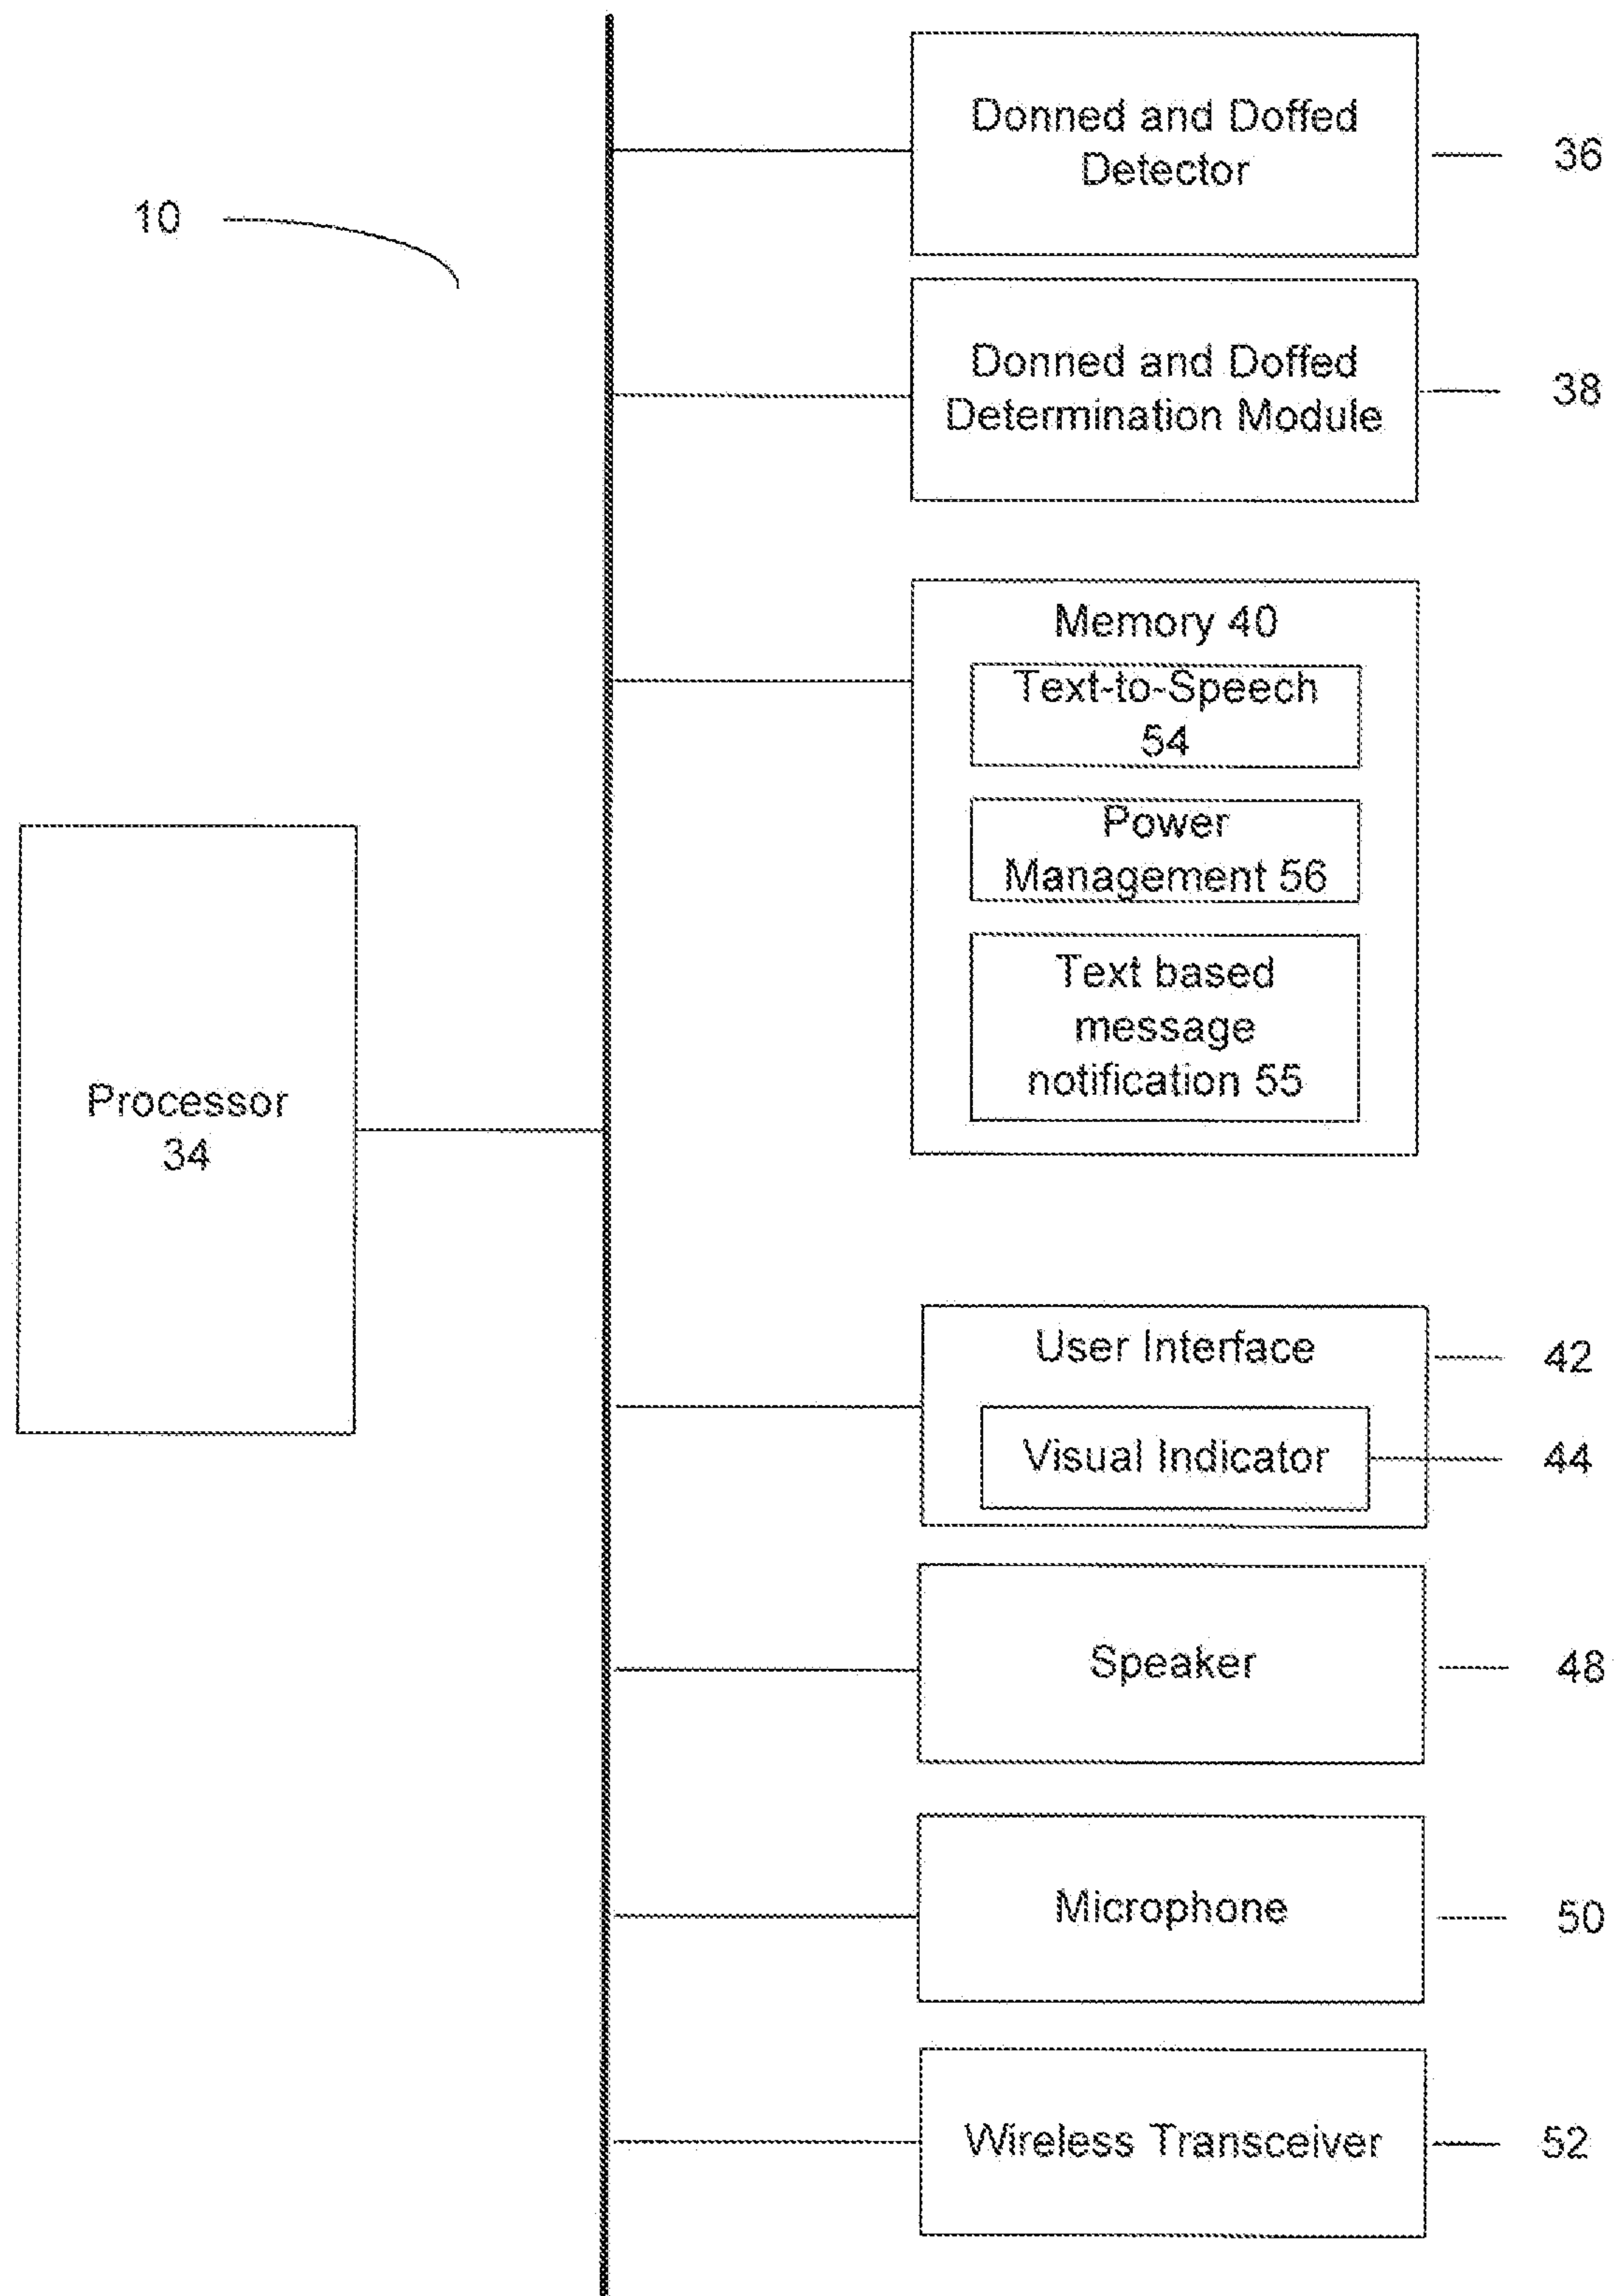 Donned and Doffed
Detector
36
10
Donned and Doffed
Determination Module
38
Memory 40
Text-to-Speech
54
Power
Management 56
Text based
message
notification 55
Processor
34
User Interface
42
Visual Indicator
44
Speaker
48
Microphone
50
Wireless Transceiver
52